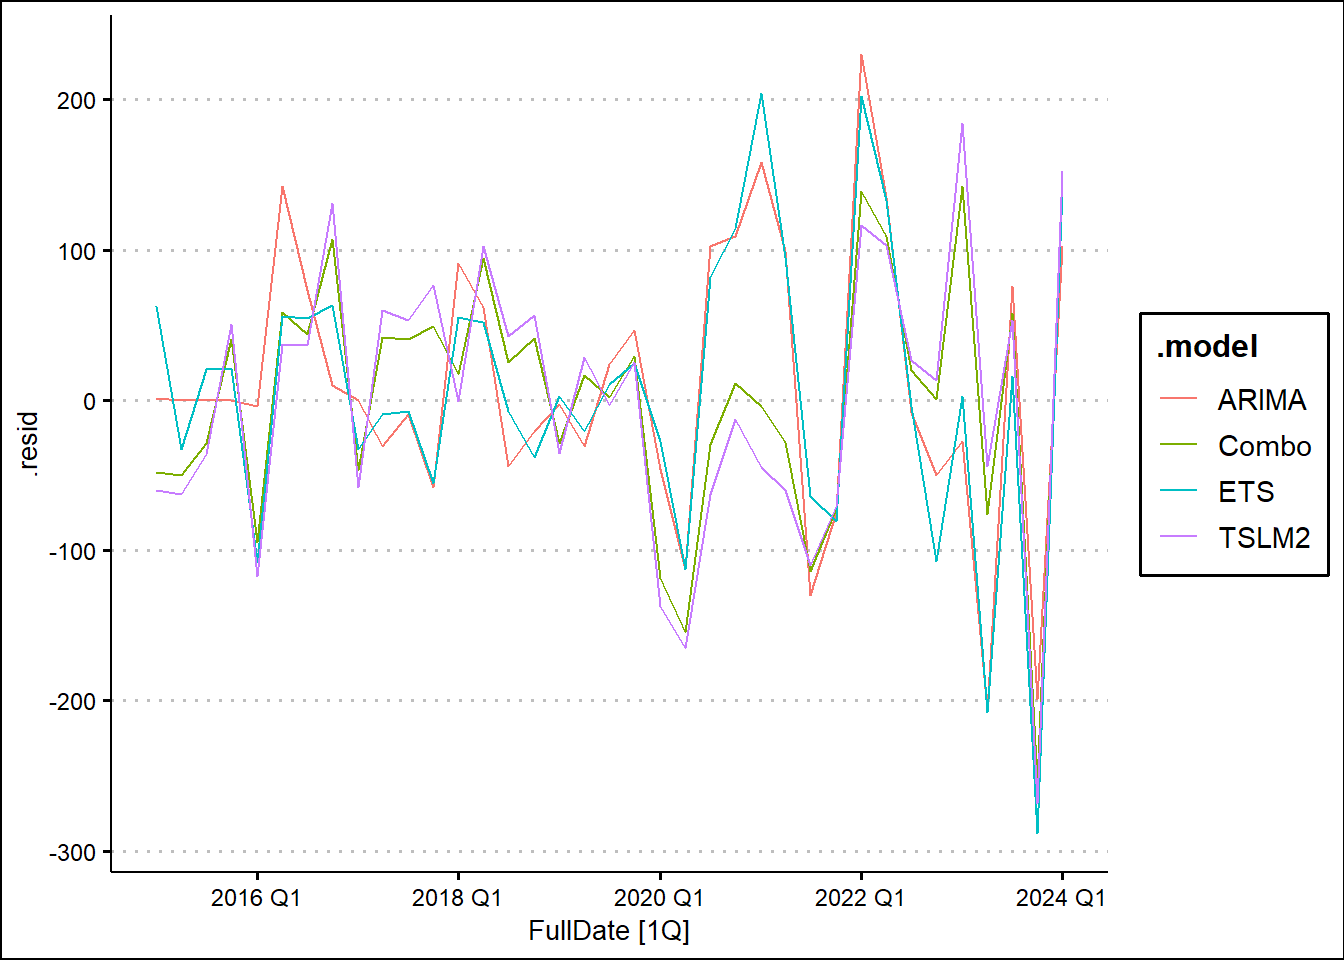 200
100
0
-100
-200
-300
.resid
2016 Q1
2018 Q1
2020 Q1
2022 Q1
2024 Q1
FullDate [1Q]
.model
ARIMA
Combo
ETS
TSLM2